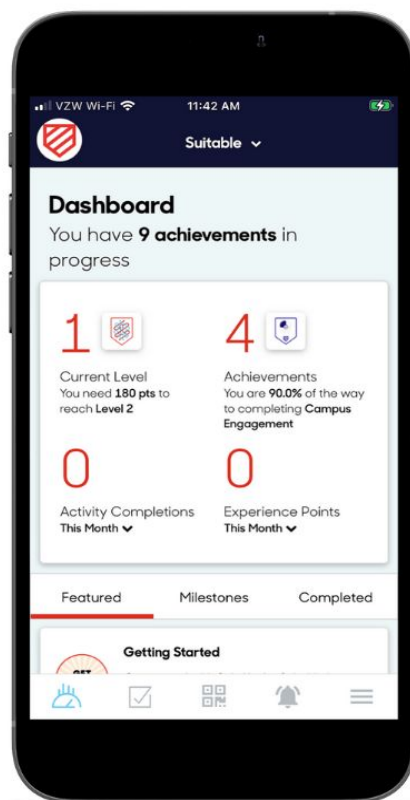 VZW Wi-Fi
11:42 AM
Suitable
Dashboard
You have 9 achievements in
progress
1
Current Level
You need 180 pts to
reach Level 2
4
Achievements
You are 90.0% of the way
to completing Campus
Engagement
0
Activity Completions
This Month
0
Experience Points
This Month
Featured
Milestones
Completed
Getting Started
GET